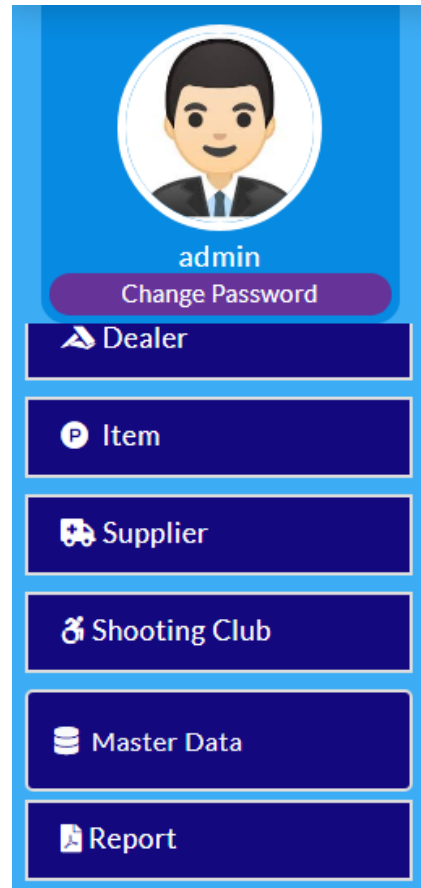 admin
Change Password
Dealer
Item
Supplier
Shooting Club
Master Data
Report